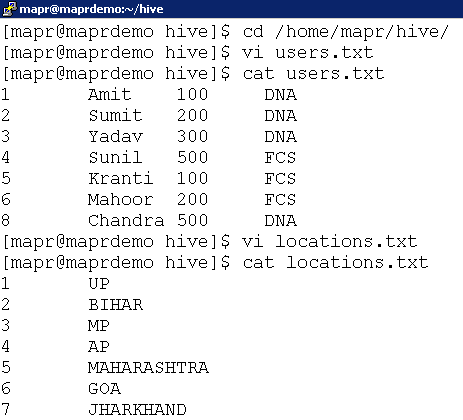 mapr@maprdemo:~/hive
[mapr@maprdemo hive]$ cd /home/mapr/hive/
[mapr@maprdemo hive]$ vi users.txt
[mapr@maprdemo hive]$ cat users.txt
1 Amit 100 DNA
2 Sumit 200 DNA
3 Yadav 300 DNA
4 Sunil 500 FCS
5 Kranti 100 FCS
6 Mahoor 200 FCS
8 Chandra 500 DNA
[mapr@maprdemo hive]$ vi locations.txt
[mapr@maprdemo hive]$ cat locations.txt
1 UP
2 BIHAR
3 MP
4 AP
5 MAHARASHTRA
6 GOA
7 JHARKHAND